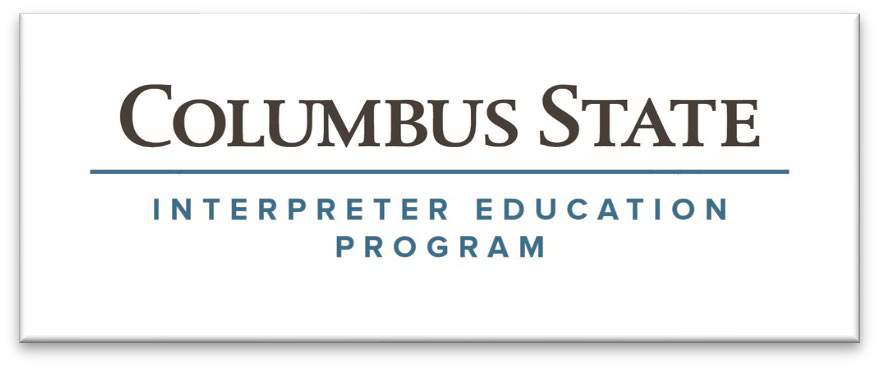 COLUMBUS STATE
INTERPRETER EDUCATION
PROGRAM